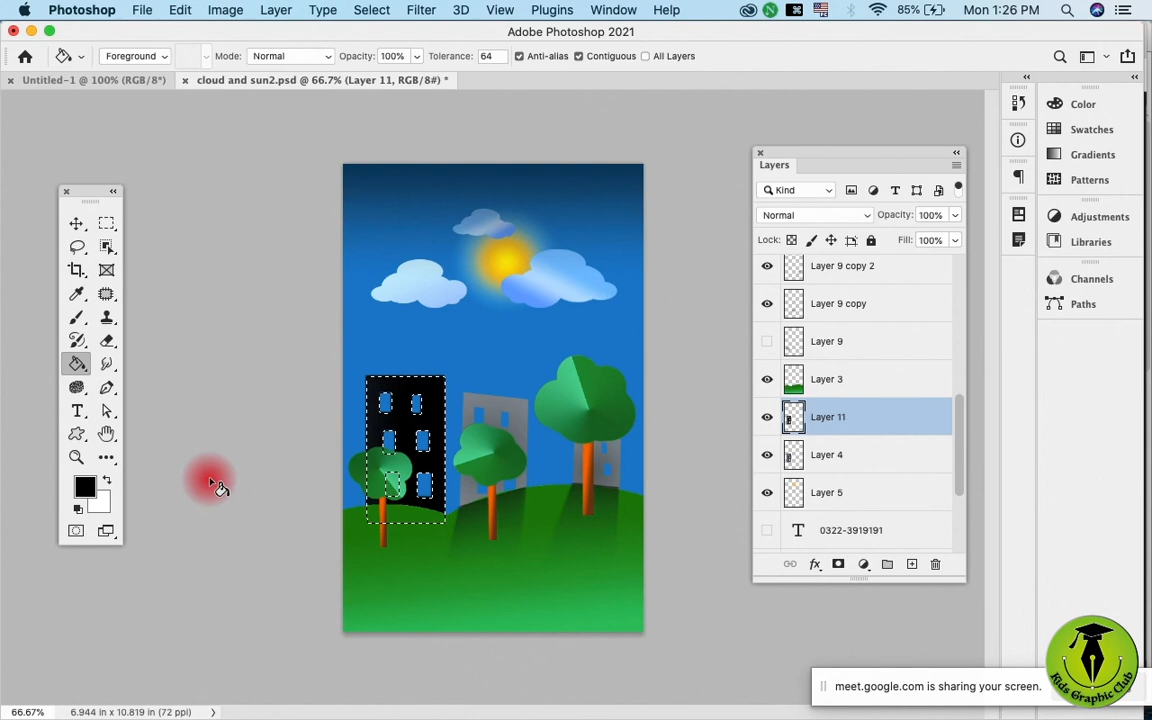 Photoshop File Edit Image Layer Type Select Filter 3D View Plugins Window Help 85% Mon 1:26 PM
Adobe Photoshop 2021
Foreground Mode: Normal Opacity: 100% Tolerance: 64 Anti-alias Contiguous All Layers
Untitled-1 @ 100% (RGB/8*) cloud and sun2.psd @ 66.7% (Layer 11, RGB/8#) *
Layers
Kind
Normal Opacity: 100%
Lock: Fill: 100%
Layer 9 copy 2
Layer 9 copy
Layer 9
Layer 3
Layer 11
Layer 4
Layer 5
T 0322-3919191
fx
Color
Swatches
Gradients
Patterns
Adjustments
Libraries
Channels
Paths
meet.google.com is sharing your screen.
Kids Graphic Club
66.67% 6.944 in x 10.819 in (72 ppi)